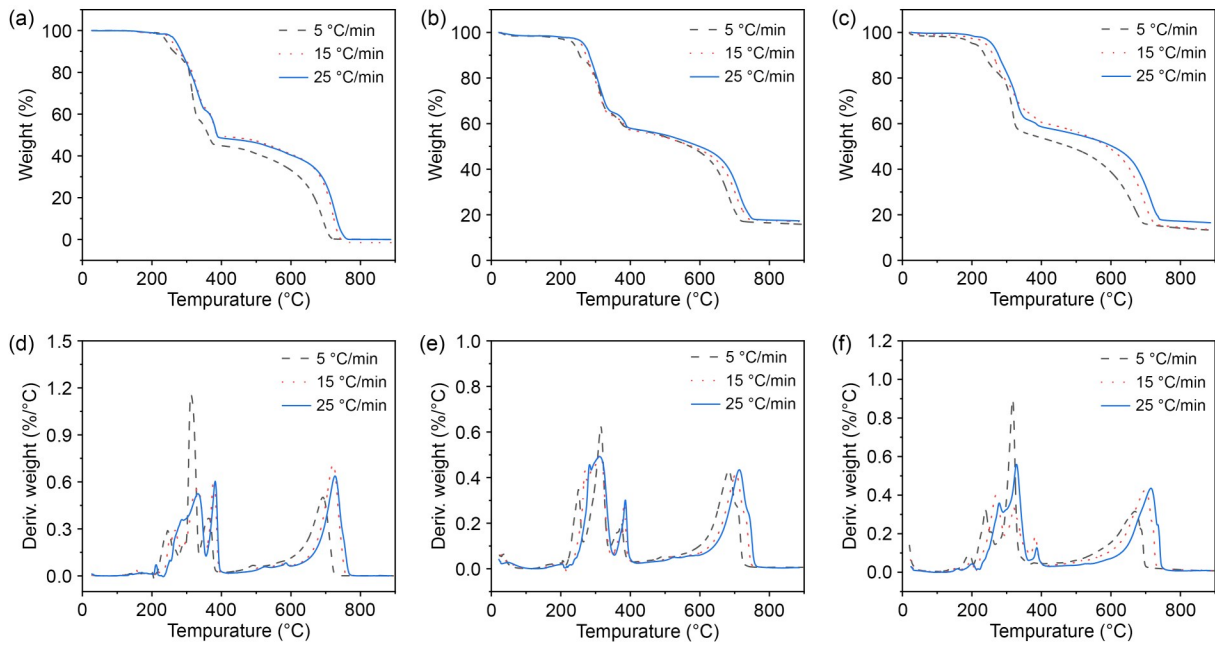 (a)
5 °C/min
15 °C/min
25 °C/min
Weight (%)
100
80
60
40
20
0
0 200 400 600 800
Tempurature (°C)
(b)
5 °C/min
15 °C/min
25 °C/min
Weight (%)
100
80
60
40
20
0
0 200 400 600 800
Tempurature (°C)
(c)
5 °C/min
15 °C/min
25 °C/min
Weight (%)
100
80
60
40
20
0
0 200 400 600 800
Tempurature (°C)
(d)
5 °C/min
15 °C/min
25 °C/min
Deriv. weight (%/°C)
1.5
1.2
0.9
0.6
0.3
0.0
0 200 400 600 800
Tempurature (°C)
(e)
5 °C/min
15 °C/min
25 °C/min
Deriv. weight (%/°C)
1.0
0.8
0.6
0.4
0.2
0.0
0 200 400 600 800
Tempurature (°C)
(f)
5 °C/min
15 °C/min
25 °C/min
Deriv. weight (%/°C)
1.2
1.0
0.8
0.6
0.4
0.2
0.0
0 200 400 600 800
Tempurature (°C)